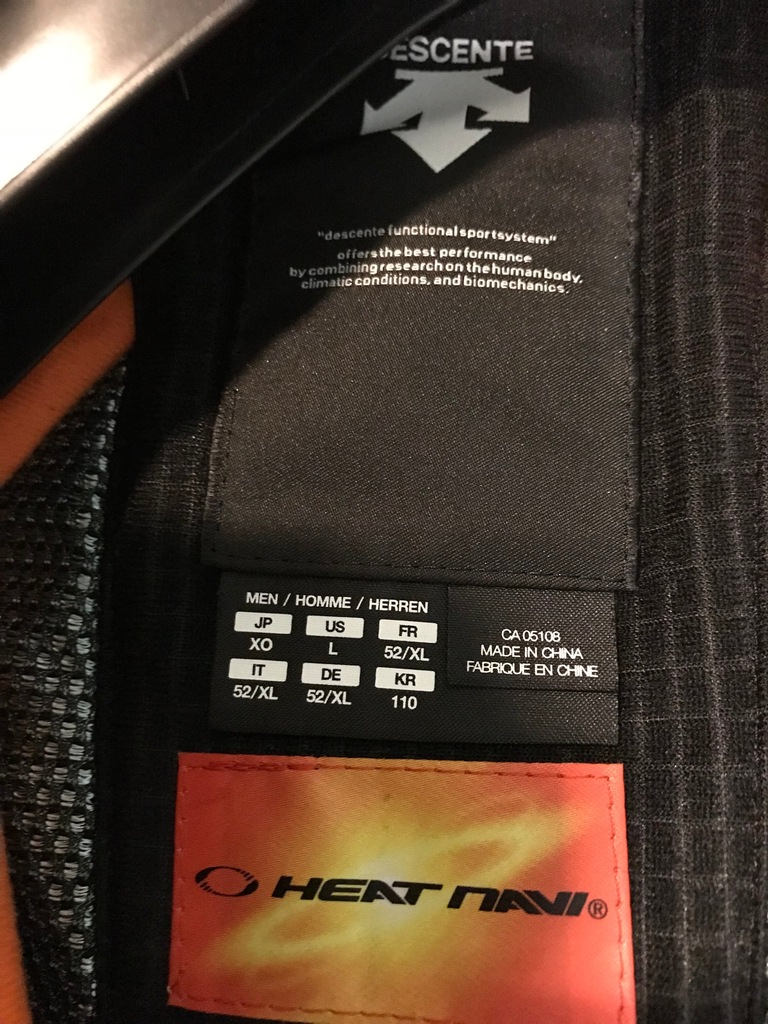 DESCENTE
"descente functional sportsystem"
offers the best performance
by combining research on the human body,
climatic conditions, and biomechanics.
MEN / HOMME / HERREN
JP US FR
XO L 52/XL
IT DE KR
52/XL 52/XL 110
CA 05108
MADE IN CHINA
FABRIQUE EN CHINE
HEAT NAVI®